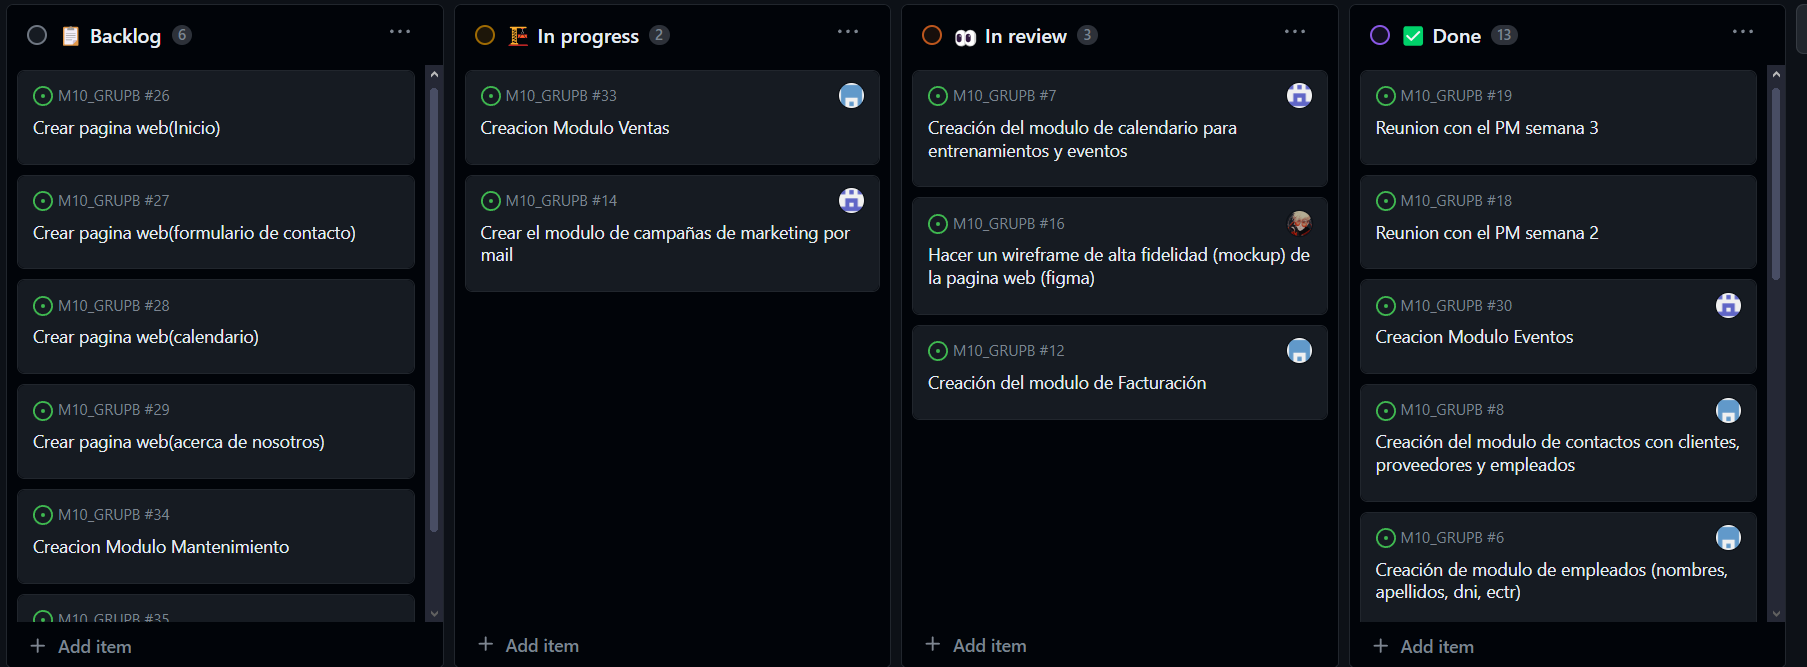 Backlog 6
M10_GRUPB #26
Crear pagina web(Inicio)
M10_GRUPB #27
Crear pagina web(formulario de contacto)
M10_GRUPB #28
Crear pagina web(calendario)
M10_GRUPB #29
Crear pagina web(acerca de nosotros)
M10_GRUPB #34
Creacion Modulo Mantenimiento
M10_GRUPB #35
Add item
In progress 2
M10_GRUPB #33
Creacion Modulo Ventas
M10_GRUPB #14
Crear el modulo de campañas de marketing por
mail
Add item
In review 3
M10_GRUPB #7
Creación del modulo de calendario para
entrenamientos y eventos
M10_GRUPB #16
Hacer un wireframe de alta fidelidad (mockup) de
la pagina web (figma)
M10_GRUPB #12
Creación del modulo de Facturación
Add item
Done 13
M10_GRUPB #19
Reunion con el PM semana 3
M10_GRUPB #18
Reunion con el PM semana 2
M10_GRUPB #30
Creacion Modulo Eventos
M10_GRUPB #8
Creación del modulo de contactos con clientes,
proveedores y empleados
M10_GRUPB #6
Creación de modulo de empleados (nombres,
apellidos, dni, ectr)
Add item